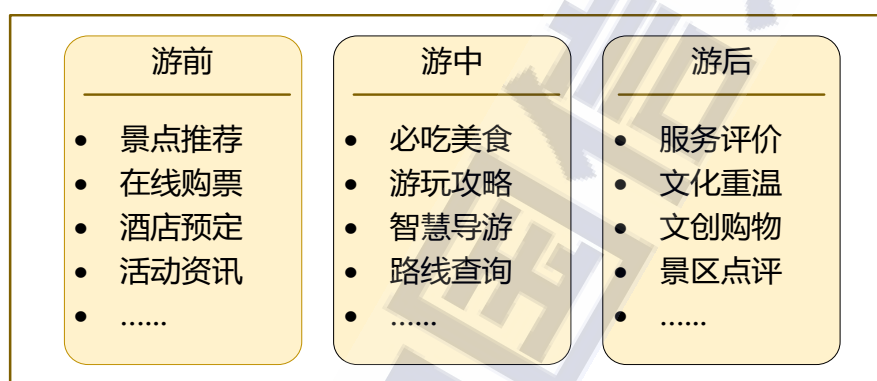 游前
• 景点推荐
• 在线购票
• 酒店预定
• 活动资讯
• ……
游中
• 必吃美食
• 游玩攻略
• 智慧导游
• 路线查询
• ……
游后
• 服务评价
• 文化重温
• 文创购物
• 景区点评
• ……